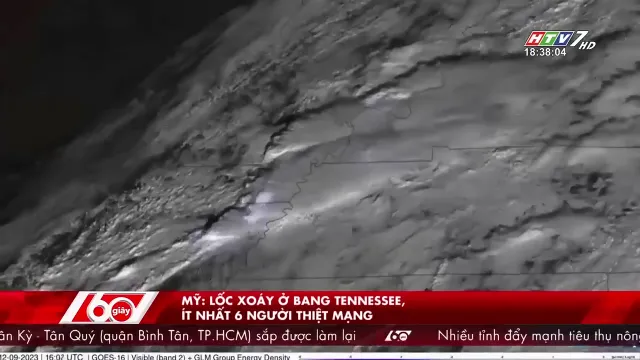 HTV7 HD
18:38:04
60 giây
MỸ: LỐC XOÁY Ở BANG TENNESSEE,
ÍT NHẤT 6 NGƯỜI THIỆT MẠNG
ân Kỳ - Tân Quý (quận Bình Tân, TP.HCM) sắp được làm lại 60 Nhiều tỉnh đẩy mạnh tiêu thụ nôn
12-09-2023 | 16:07 UTC | GOES-16 | Visible (band 2) + GLM Group Energy Density